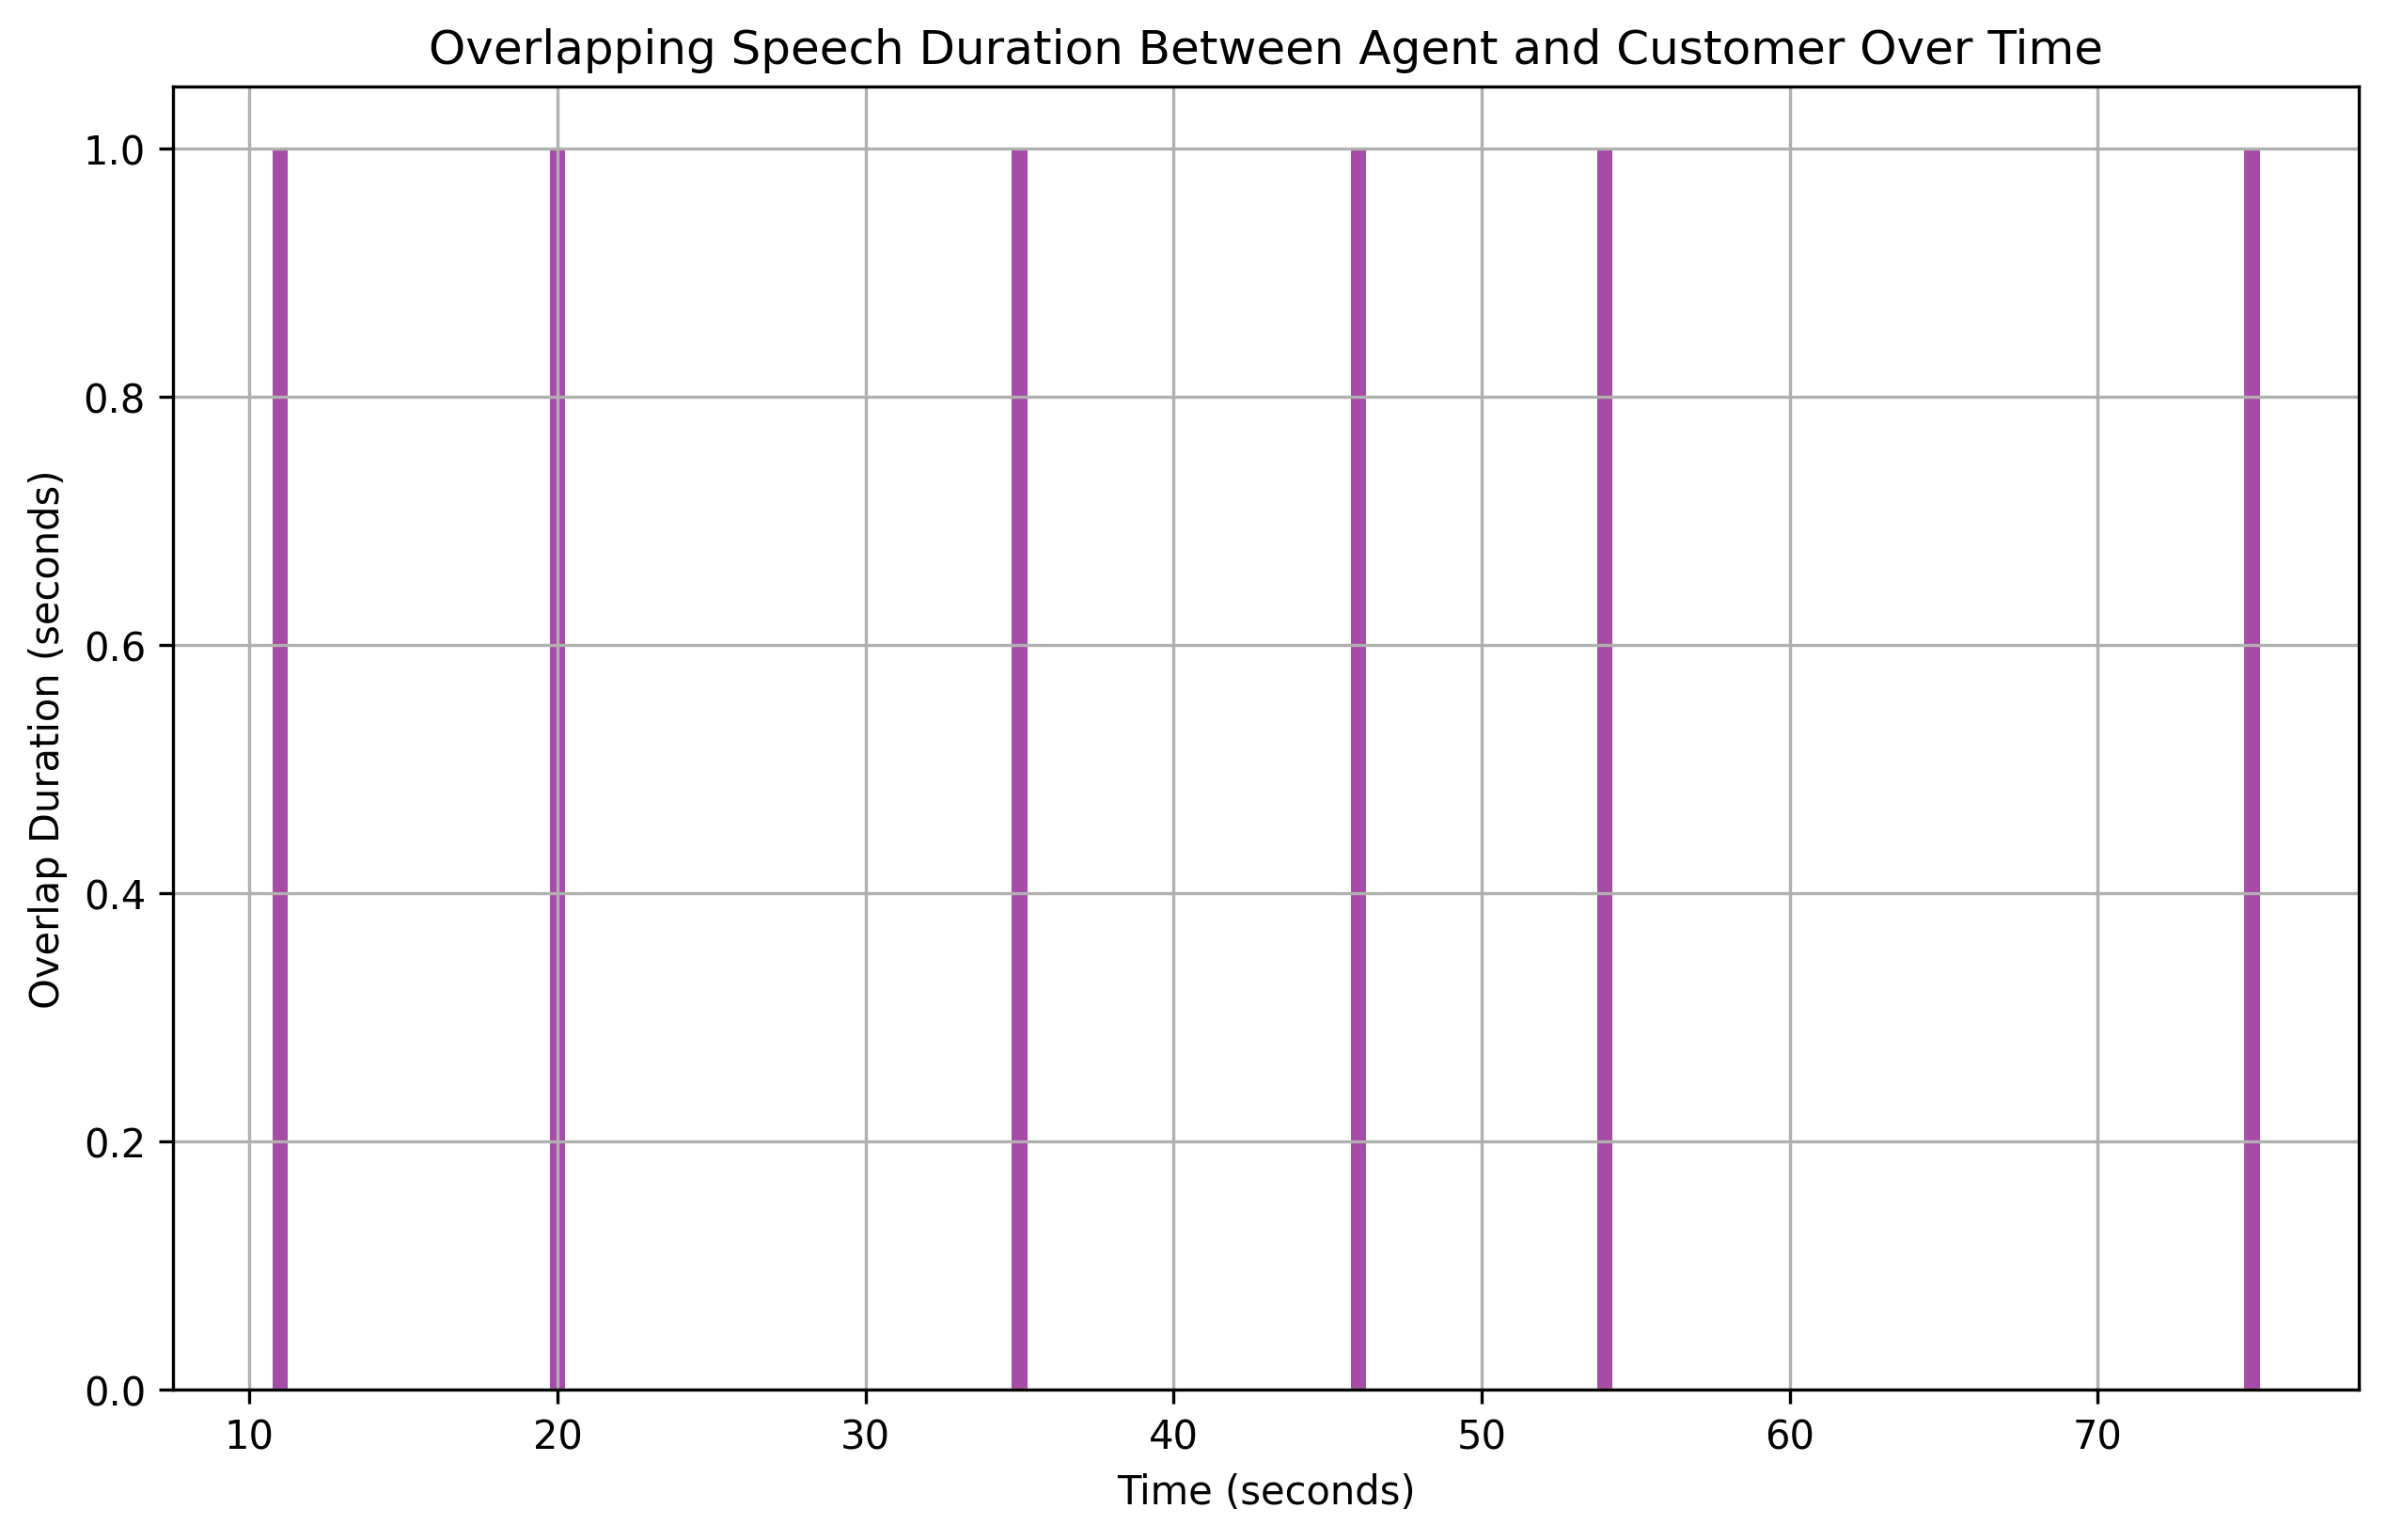 Overlapping Speech Duration Between Agent and Customer Over Time
Overlap Duration (seconds)
1.0
0.8
0.6
0.4
0.2
0.0
10 20 30 40 50 60 70
Time (seconds)